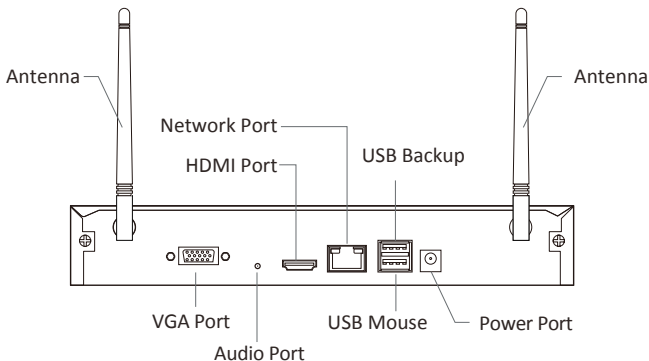 Antenna
Antenna
Network Port
USB Backup
HDMI Port
VGA Port
USB Mouse
Power Port
Audio Port